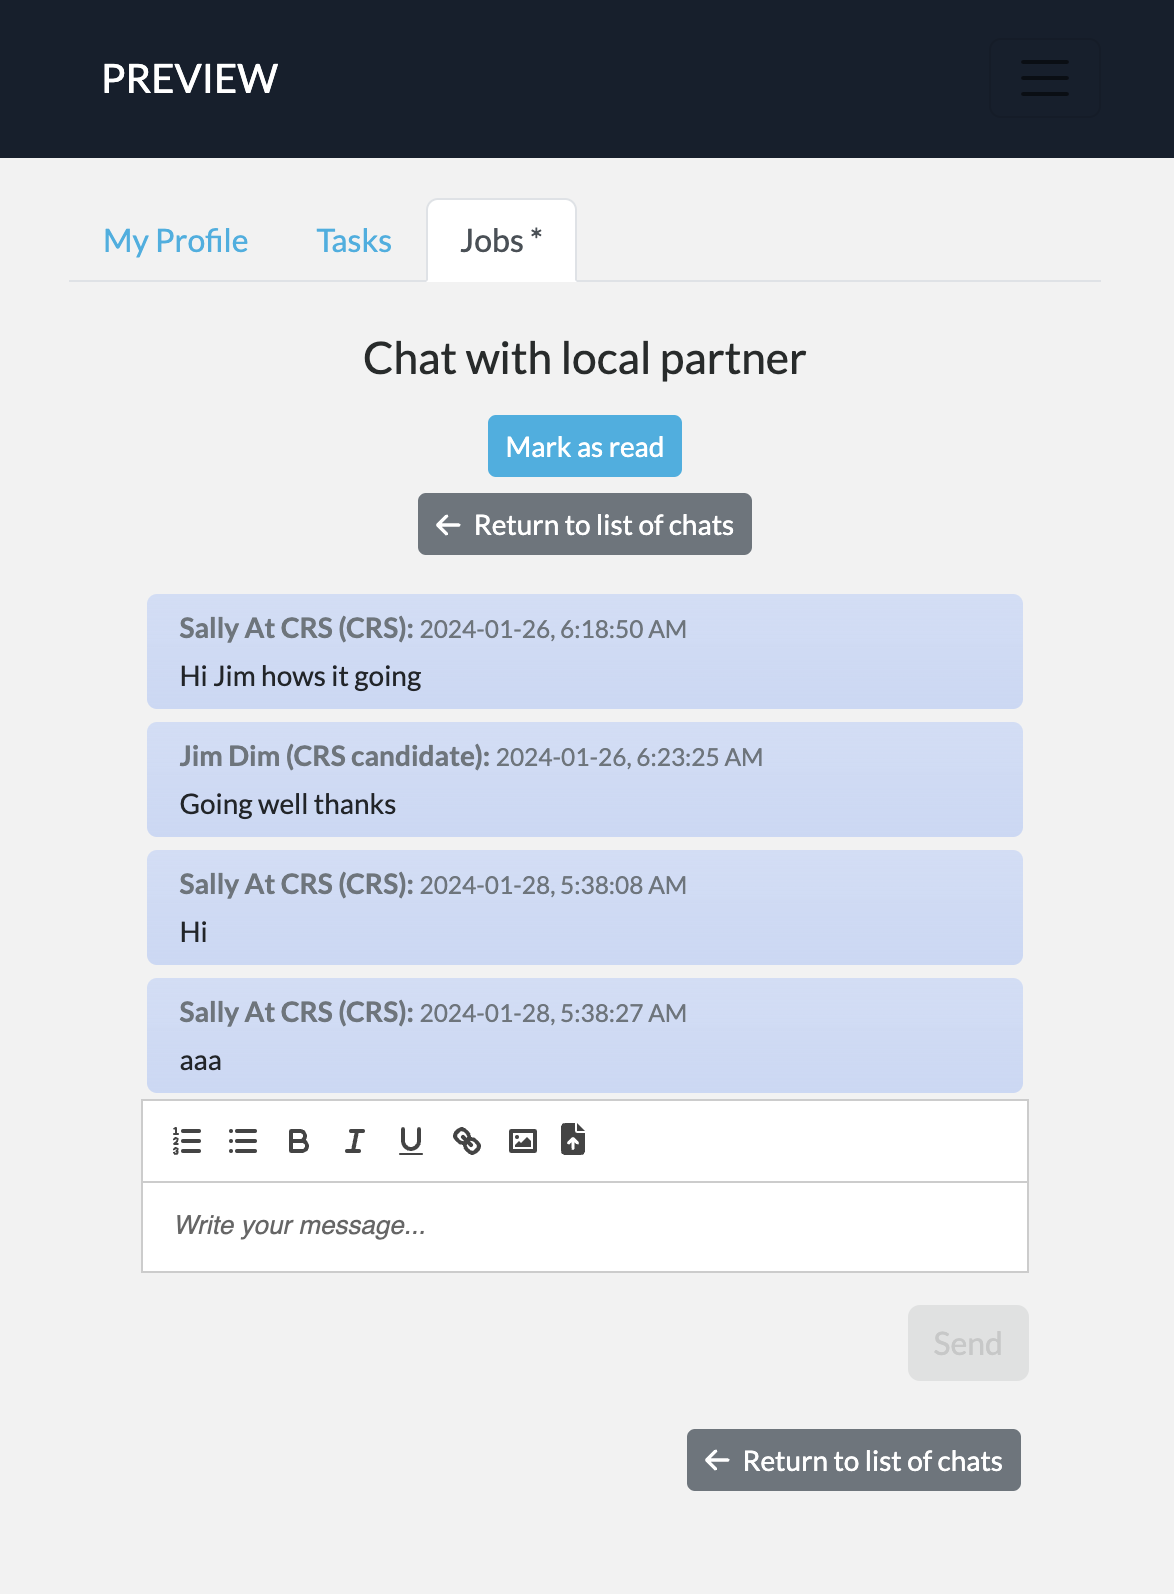 PREVIEW
My Profile
Tasks
Jobs *
Chat with local partner
Mark as read
← Return to list of chats
Sally At CRS (CRS): 2024-01-26, 6:18:50 AM
Hi Jim hows it going
Jim Dim (CRS candidate): 2024-01-26, 6:23:25 AM
Going well thanks
Sally At CRS (CRS): 2024-01-28, 5:38:08 AM
Hi
Sally At CRS (CRS): 2024-01-28, 5:38:27 AM
aaa
Write your message...
Send
← Return to list of chats